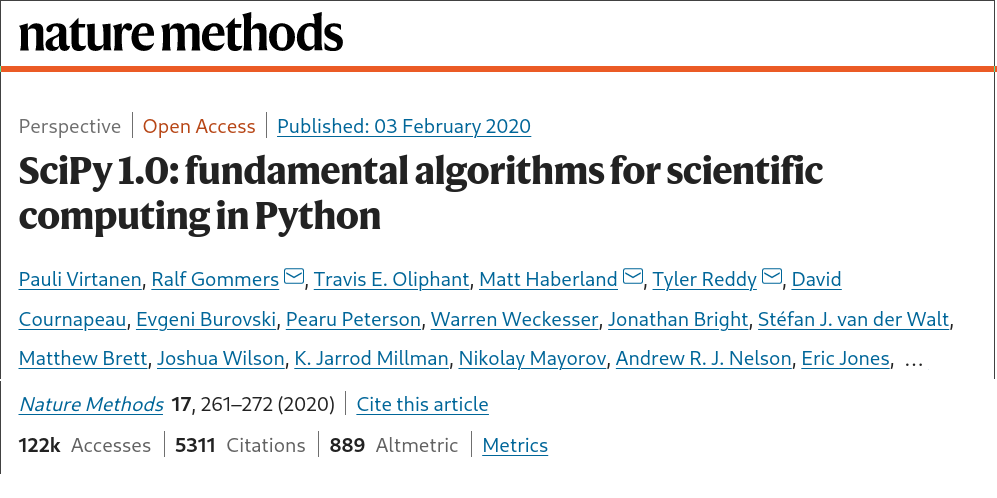 nature methods
Perspective | Open Access | Published: 03 February 2020
SciPy 1.0: fundamental algorithms for scientific
computing in Python
Pauli Virtanen, Ralf Gommers, Travis E. Oliphant, Matt Haberland, Tyler Reddy, David
Cournapeau, Evgeni Burovski, Pearu Peterson, Warren Weckesser, Jonathan Bright, Stéfan J. van der Walt,
Matthew Brett, Joshua Wilson, K. Jarrod Millman, Nikolay Mayorov, Andrew R. J. Nelson, Eric Jones, …
Nature Methods 17, 261–272 (2020) | Cite this article
122k Accesses | 5311 Citations | 889 Altmetric | Metrics